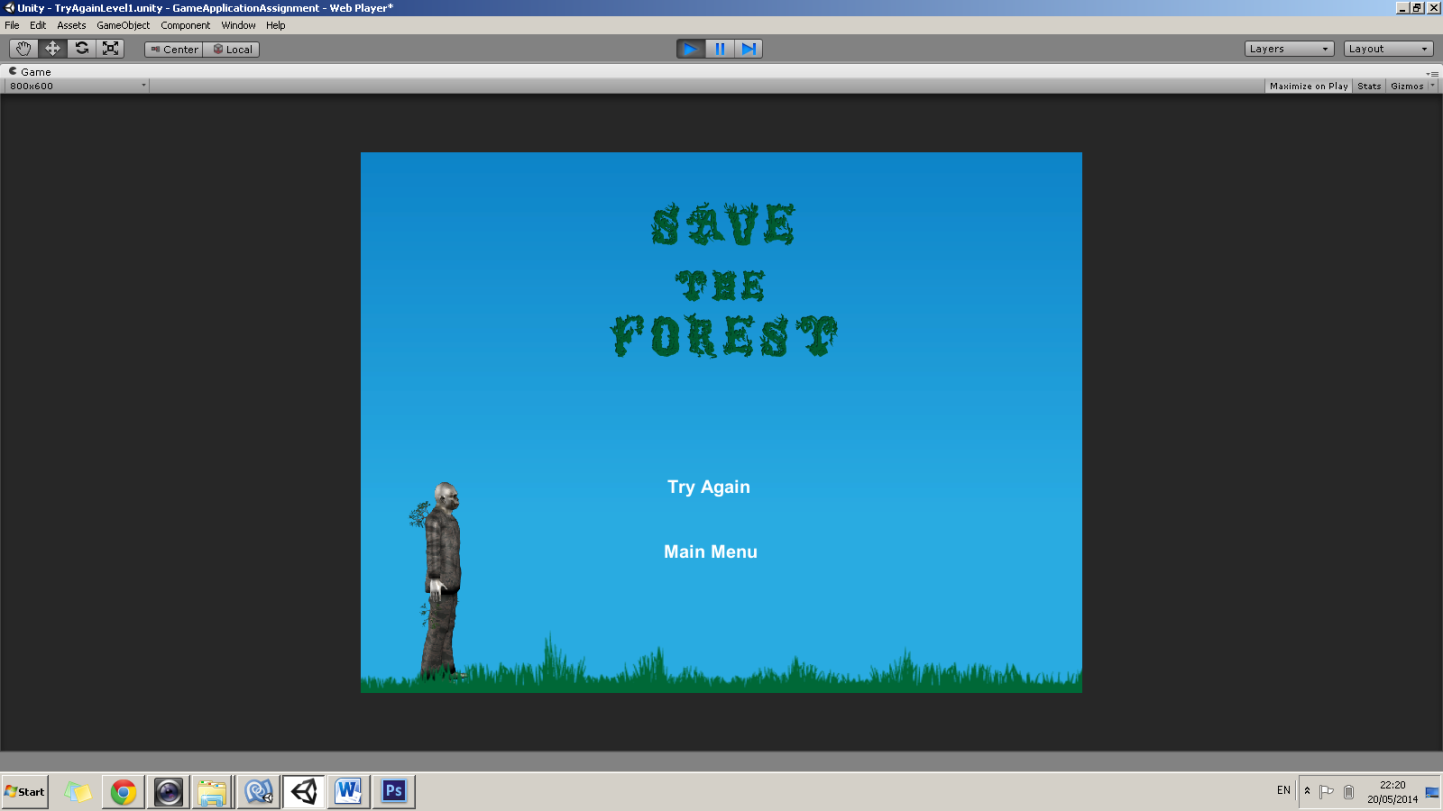 Unity - TryAgainLevel1.unity - GameApplicationAssignment - Web Player*
File Edit Assets GameObject Component Window Help
Center Local Layers Layout
Game
800x600 Maximize on Play Stats Gizmos
SAVE
THE
FOREST
Try Again
Main Menu
Start Ps EN 22:20
20/05/2014